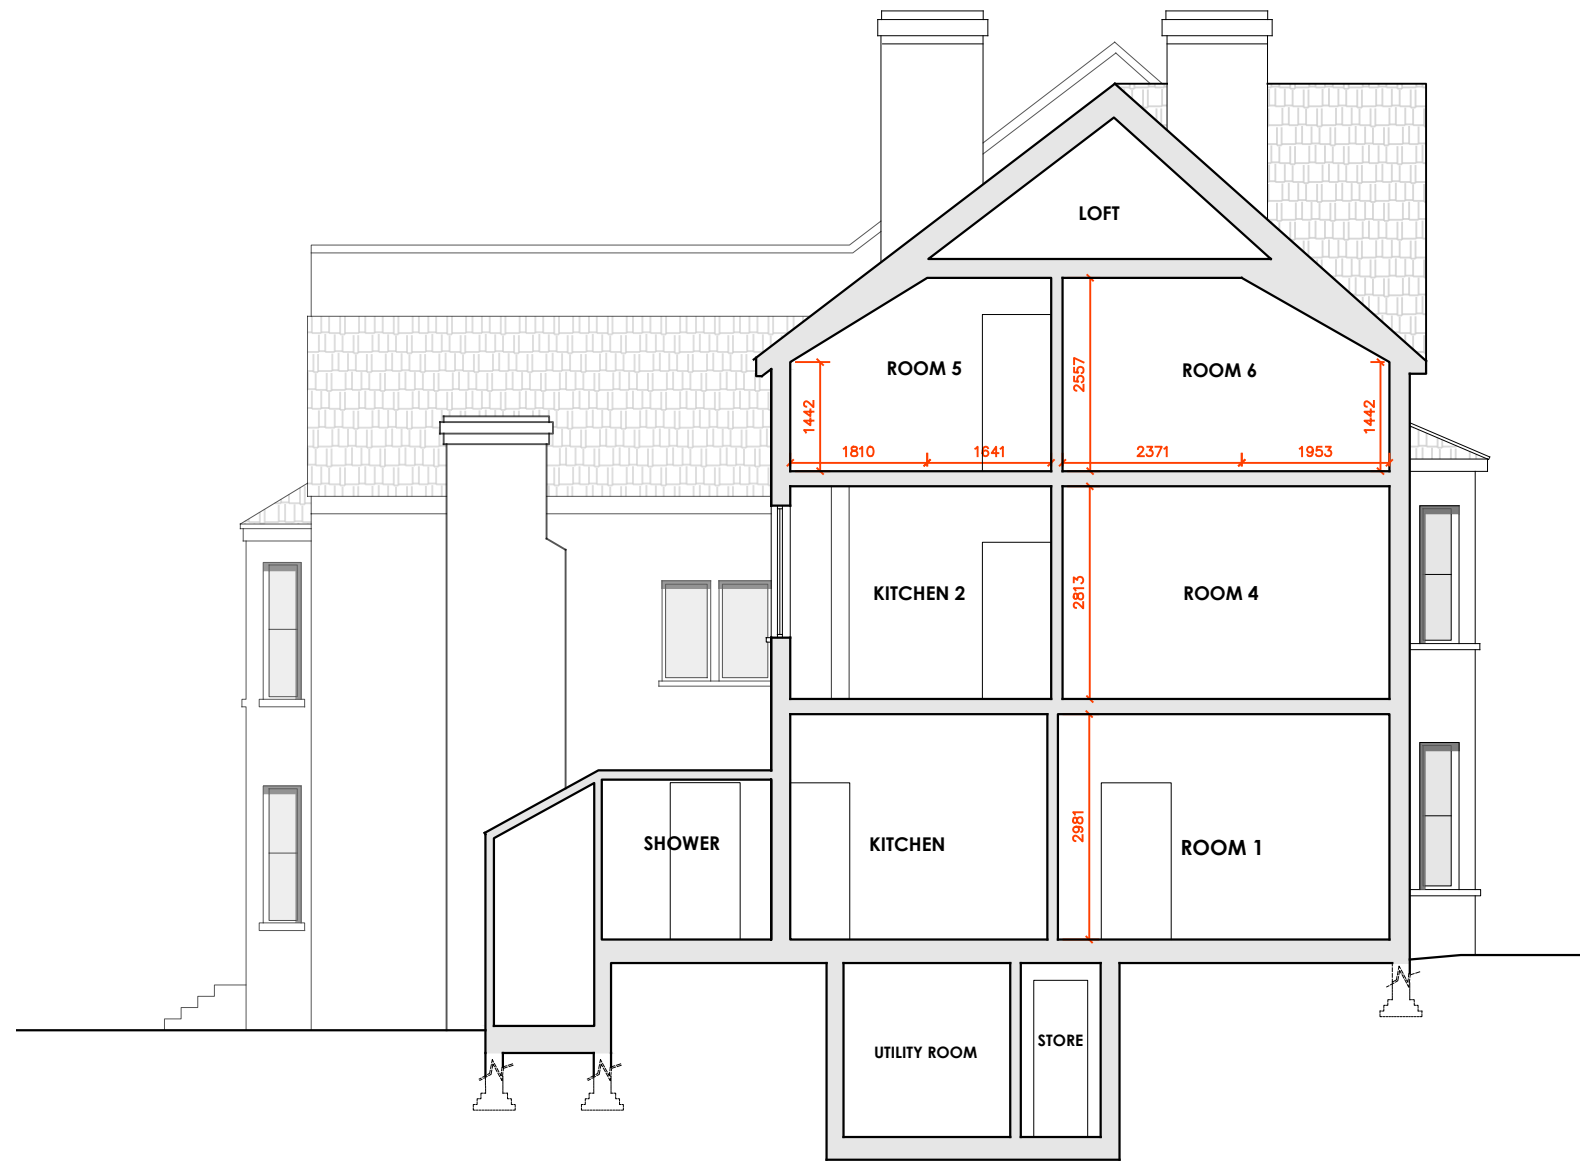 LOFT
ROOM 5
ROOM 6
2557
1442
1442
1810
1641
2371
1953
KITCHEN 2
2813
ROOM 4
SHOWER
KITCHEN
2981
ROOM 1
UTILITY ROOM
STORE